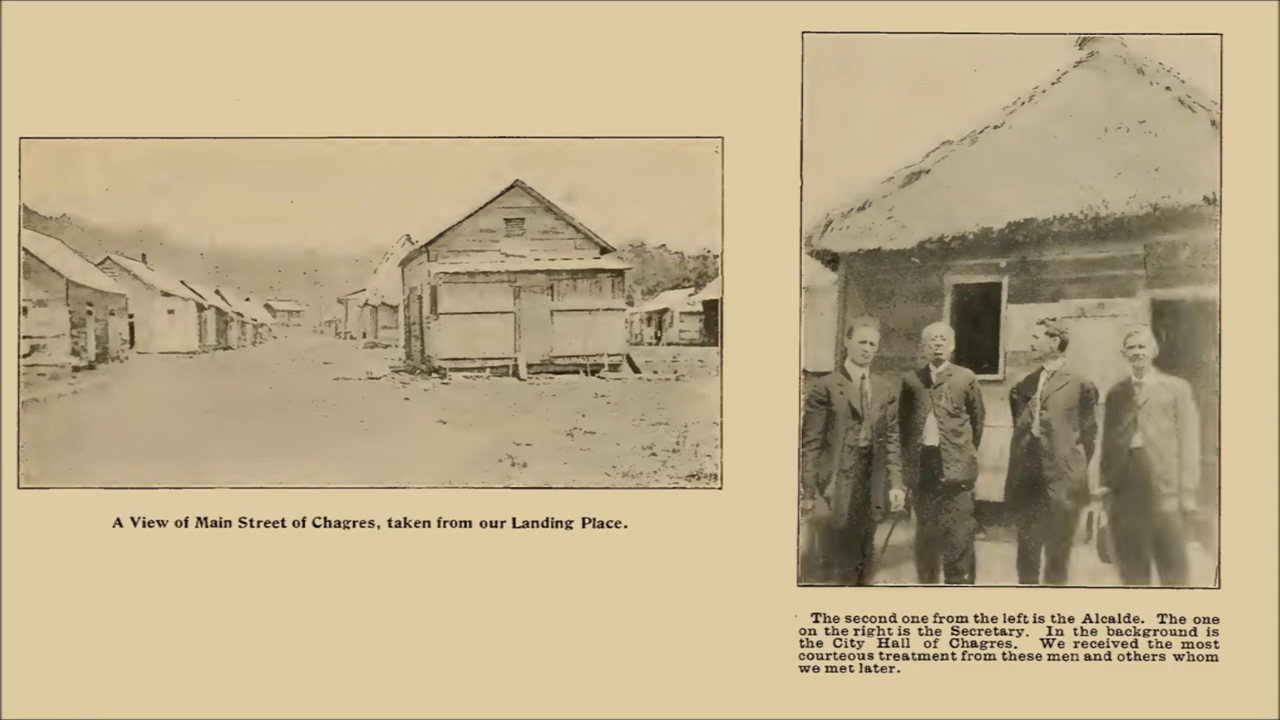 A View of Main Street of Chagres, taken from our Landing Place.
The second one from the left is the Alcalde. The one
on the right is the Secretary. In the background is
the City Hall of Chagres. We received the most
courteous treatment from these men and others whom
we met later.